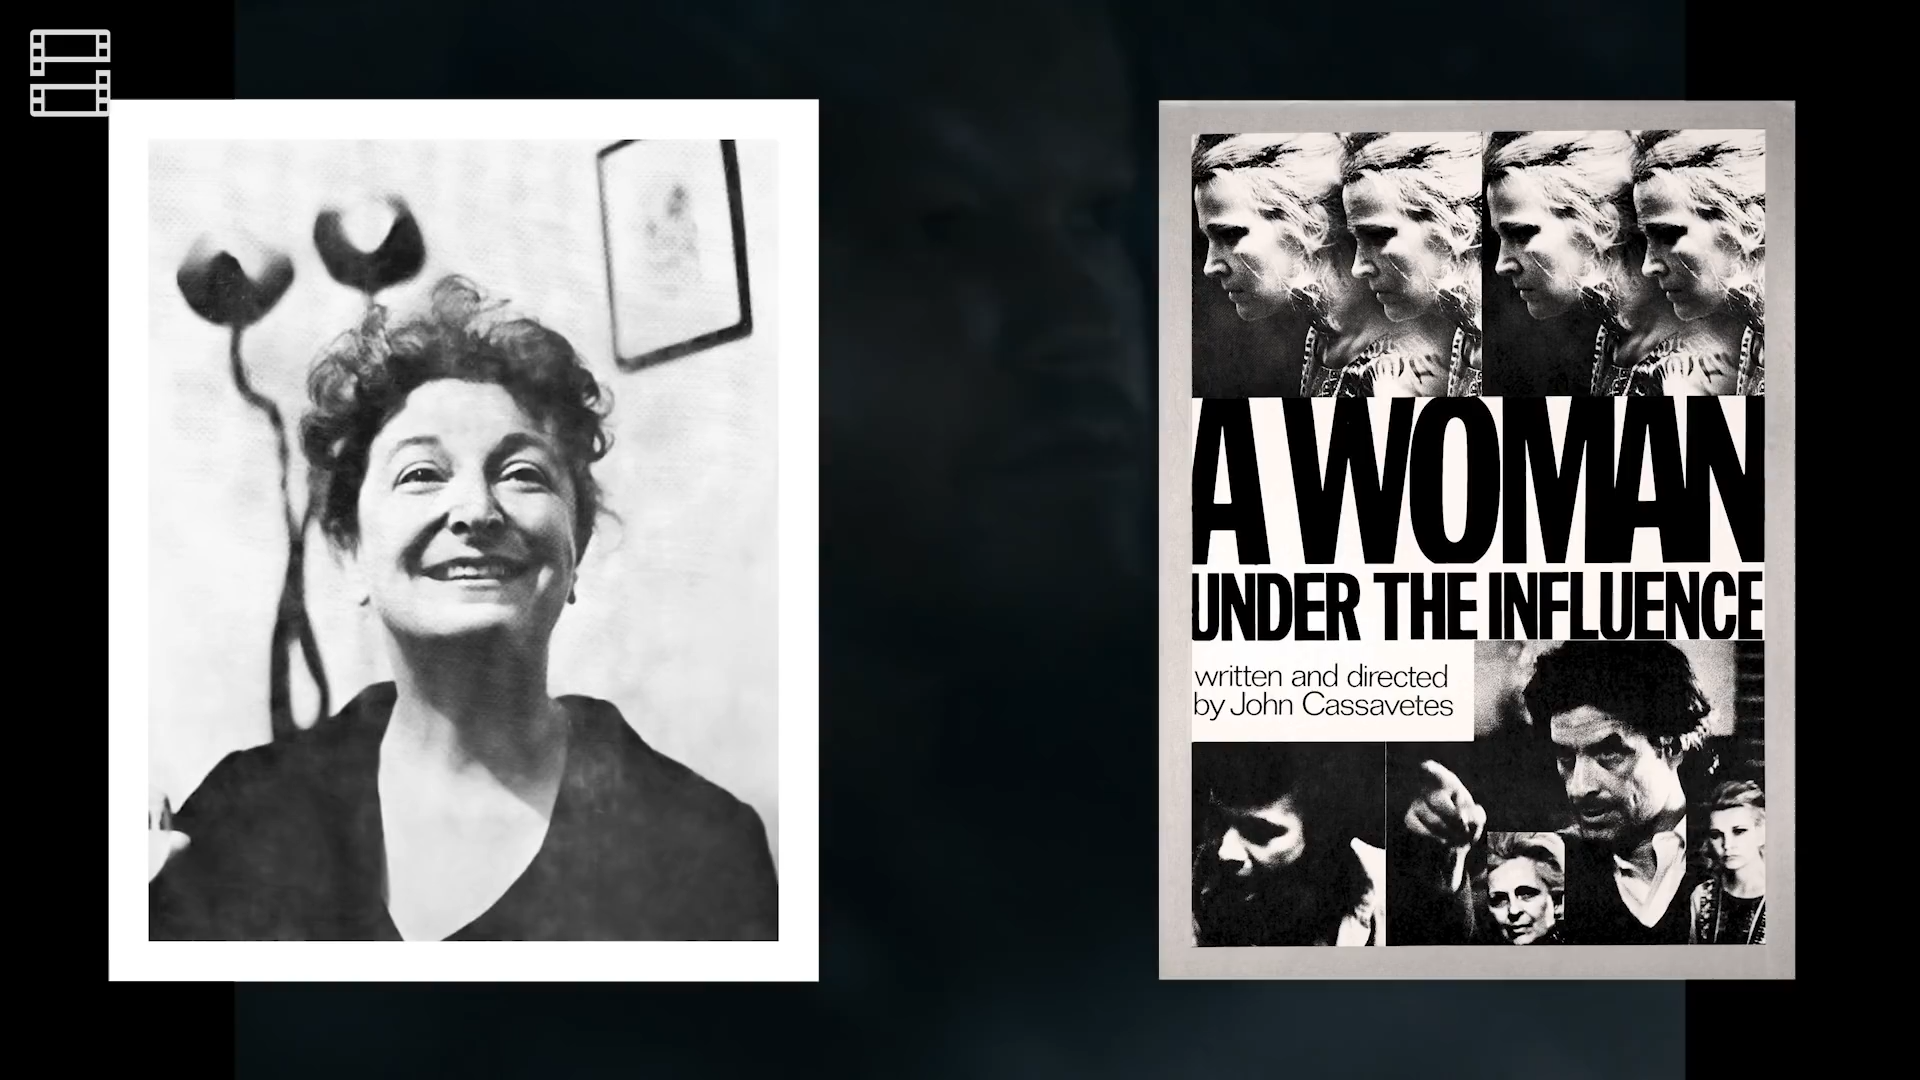 A WOMAN
UNDER THE INFLUENCE
written and directed
by John Cassavetes